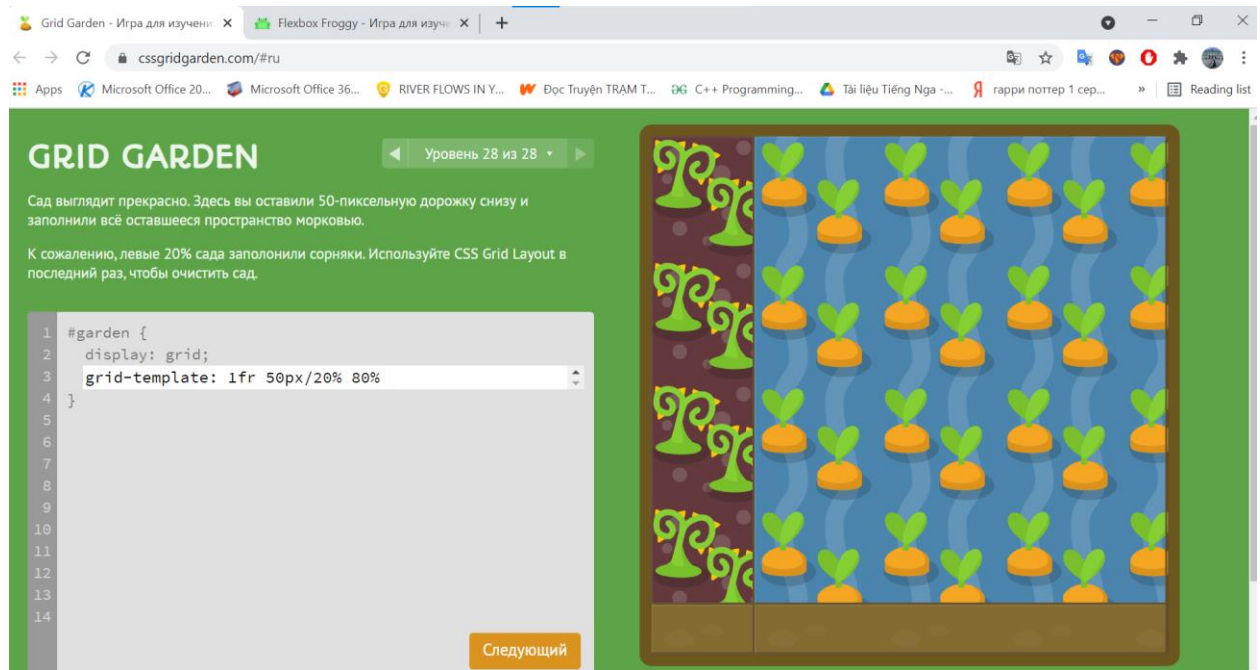 Grid Garden - Игра для изучени
Flexbox Froggy - Игра для изуче
cssgridgarden.com/#ru
Apps Microsoft Office 20... Microsoft Office 36... RIVER FLOWS IN Y... Đọc Truyện TRẠM T... C++ Programming... Tài liệu Tiếng Nga -... гарри поттер 1 сер... » Reading list
GRID GARDEN
Уровень 28 из 28
Сад выглядит прекрасно. Здесь вы оставили 50-пиксельную дорожку снизу и
заполнили всё оставшееся пространство морковью.
К сожалению, левые 20% сада заполонили сорняки. Используйте CSS Grid Layout в
последний раз, чтобы очистить сад.
1 #garden {
2 display: grid;
3 grid-template: 1fr 50px/20% 80%
4 }
5
6
7
8
9
10
11
12
13
14
Следующий